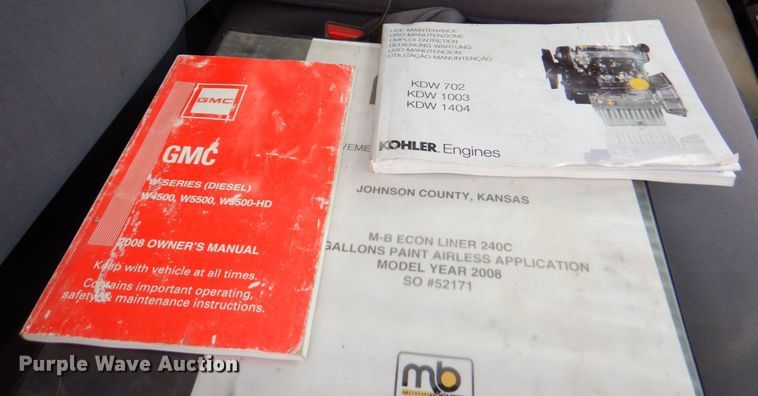 GMC
GMC
W-SERIES (DIESEL)
W4500, W5500, W5500-HD
2008 OWNER'S MANUAL
Keep with vehicle at all times.
Contains important operating,
safety & maintenance instructions.
USE-MAINTENANCE
USO-MANUTENZIONE
EMPLOI-ENTRETIEN
BEDIENUNG-WARTUNG
USO-MANUTENCION
UTILIZAÇAO-MANUNTENÇÃO
KDW 702
KDW 1003
KDW 1404
KOHLER. Engines
JOHNSON COUNTY, KANSAS
M-B ECON LINER 240C
GALLONS PAINT AIRLESS APPLICATION
MODEL YEAR 2008
SO #52171
mb
Purple Wave Auction